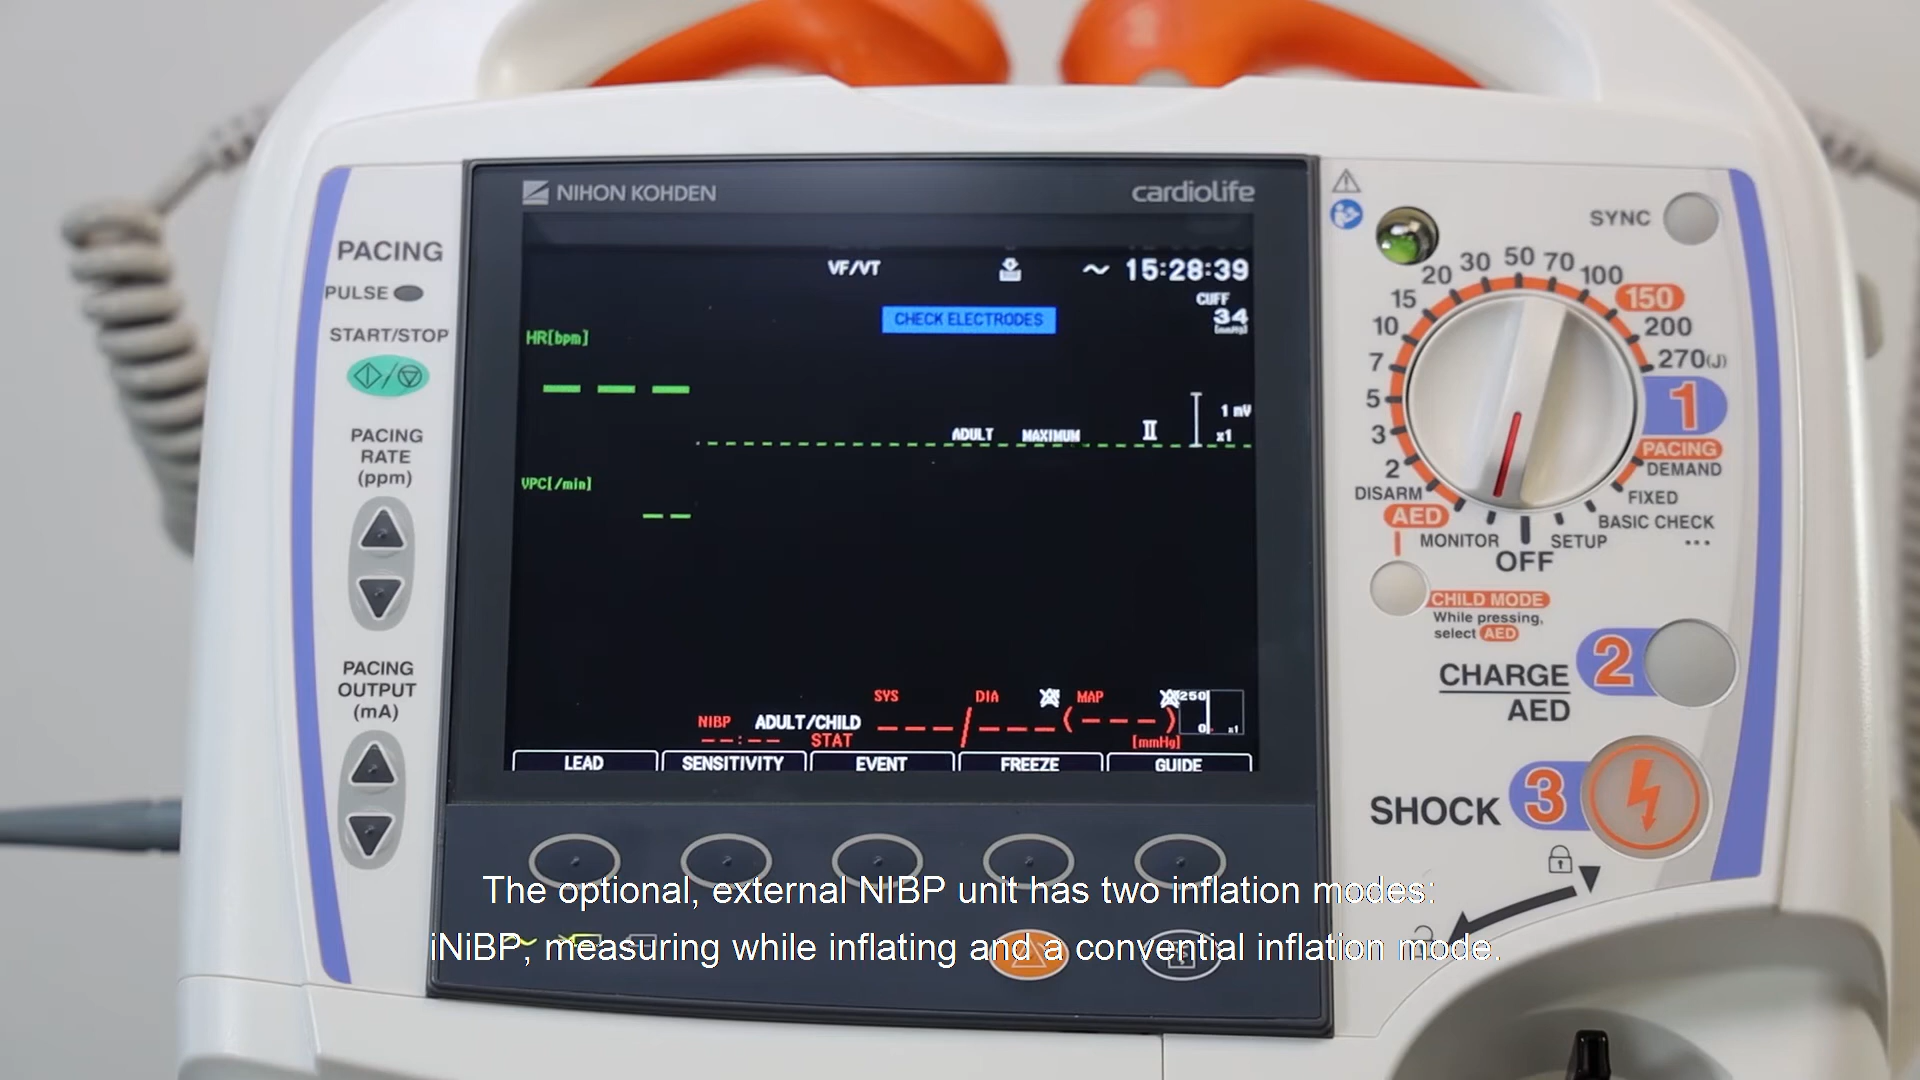 NIHON KOHDEN
cardiolife
PACING
PULSE
START/STOP
PACING
RATE
(ppm)
PACING
OUTPUT
(mA)
VF/VT
15:28:39
CHECK ELECTRODES
CUFF
34
[mmHg]
HR[bpm]
ADULT MAXIMUM II
1 mV
x1
VPC[/min]
SYS DIA MAP
NIBP ADULT/CHILD
STAT
[mmHg]
250
0
x1
LEAD SENSITIVITY EVENT FREEZE GUIDE
SYNC
2 3 5 7 10 15 20 30 50 70 100 150 200 270(J)
1
PACING
DEMAND
FIXED
BASIC CHECK
...
SETUP
OFF
MONITOR
DISARM
AED
CHILD MODE
While pressing,
select AED
CHARGE
AED
2
SHOCK 3
The optional, external NIBP unit has two inflation modes:
iNiBP, measuring while inflating and a convential inflation mode.